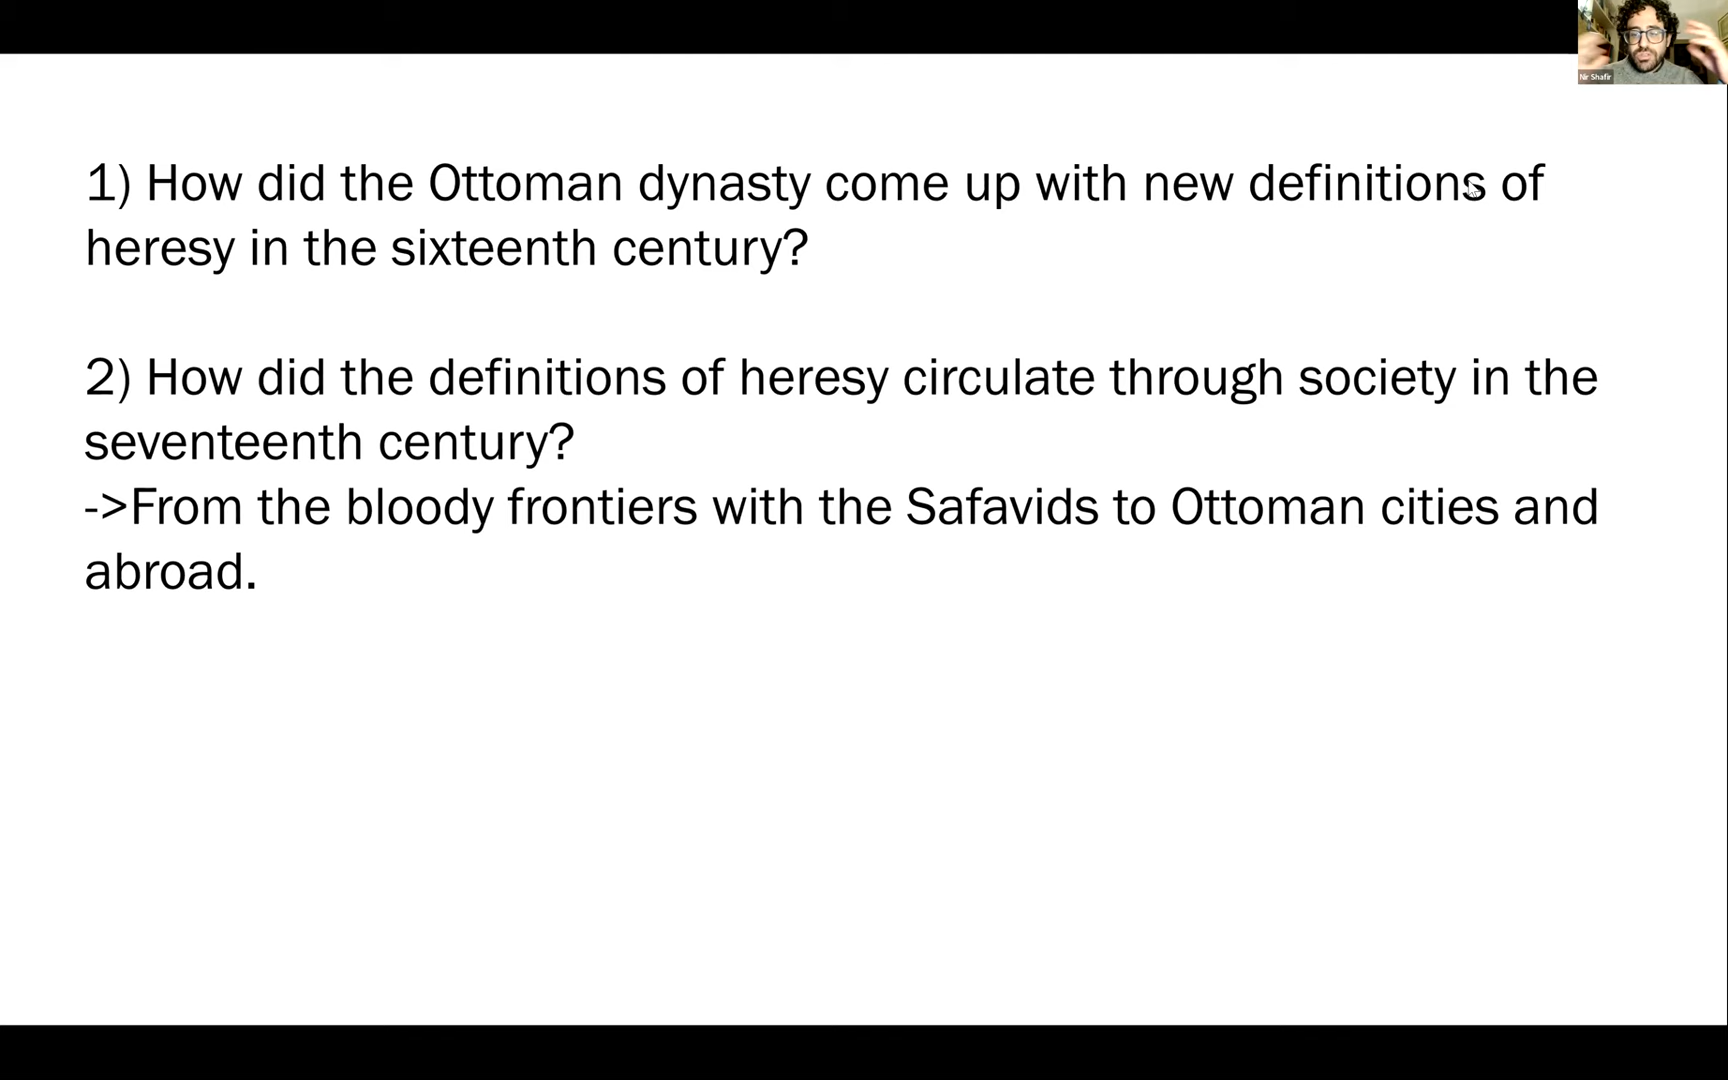 Nir Shafir
1) How did the Ottoman dynasty come up with new definitions of
heresy in the sixteenth century?
2) How did the definitions of heresy circulate through society in the
seventeenth century?
->From the bloody frontiers with the Safavids to Ottoman cities and
abroad.